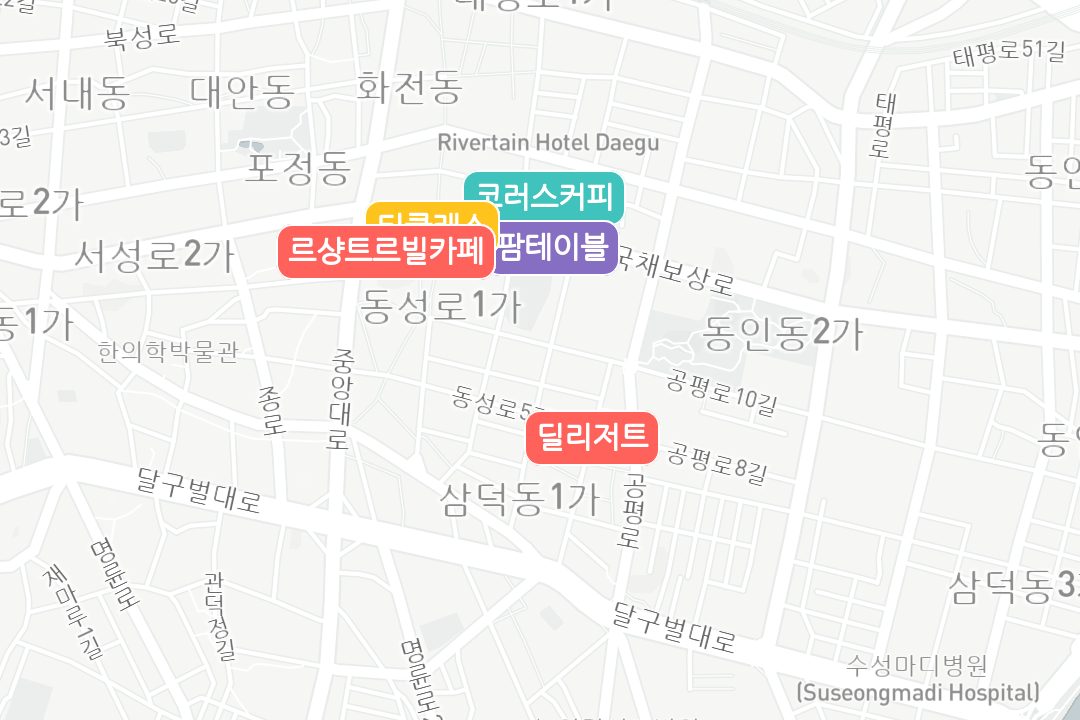 북성로
태평로51길
서내동
대안동
화전동
태평로
3길
Rivertain Hotel Daegu
포정동
코러스커피
로2가
르샹트르빌카페
팜테이블
서성로2가
국채보상로
동성로1가
동1가
동인동2가
한의학박물관
중앙대로
종로
동성로5
공평로10길
딜리저트
공평로8길
달구벌대로
삼덕동1가
공평로
명륜로
재마루1길
관덕정길
삼덕동3
달구벌대로
명륜로
수성마디병원
(Suseongmadi Hospital)